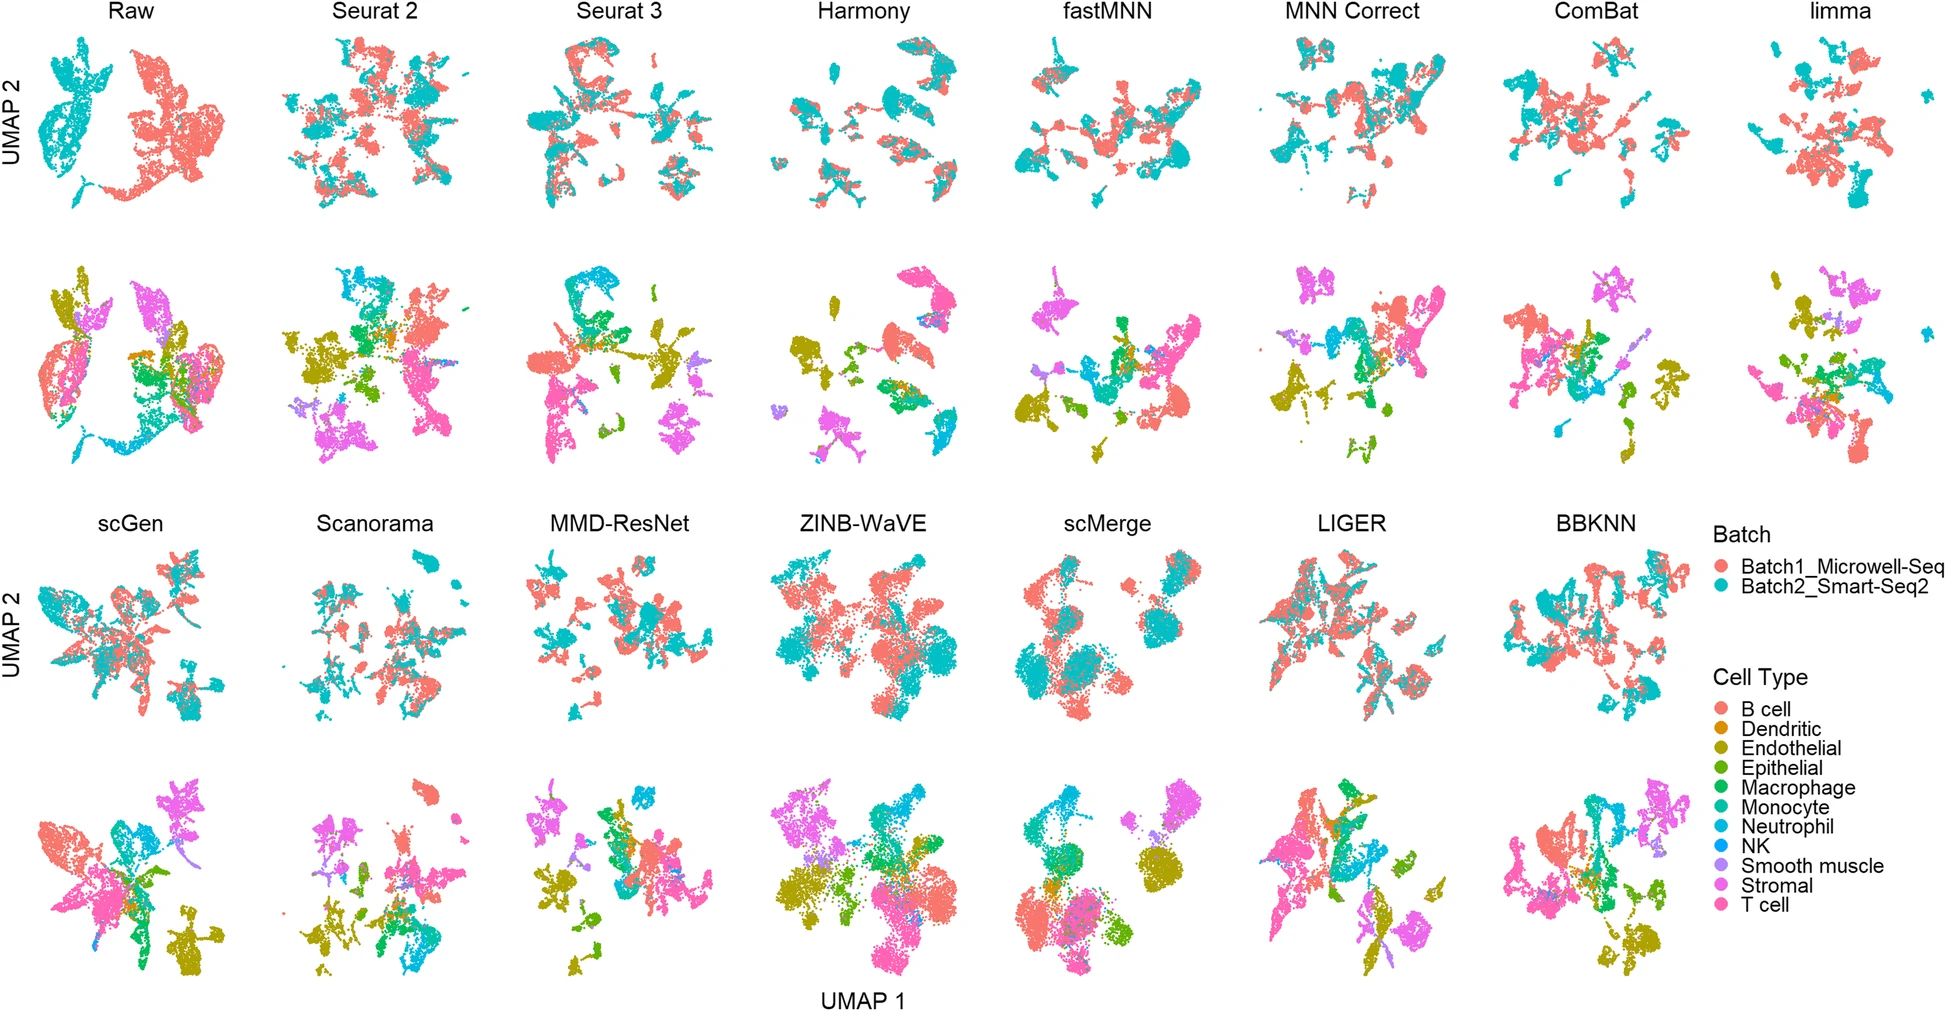 Raw
Seurat 2
Seurat 3
Harmony
fastMNN
MNN Correct
ComBat
limma
UMAP 2
scGen
Scanorama
MMD-ResNet
ZINB-WaVE
scMerge
LIGER
BBKNN
UMAP 2
Batch
Batch1_Microwell-Seq
Batch2_Smart-Seq2
Cell Type
B cell
Dendritic
Endothelial
Epithelial
Macrophage
Monocyte
Neutrophil
NK
Smooth muscle
Stromal
T cell
UMAP 1